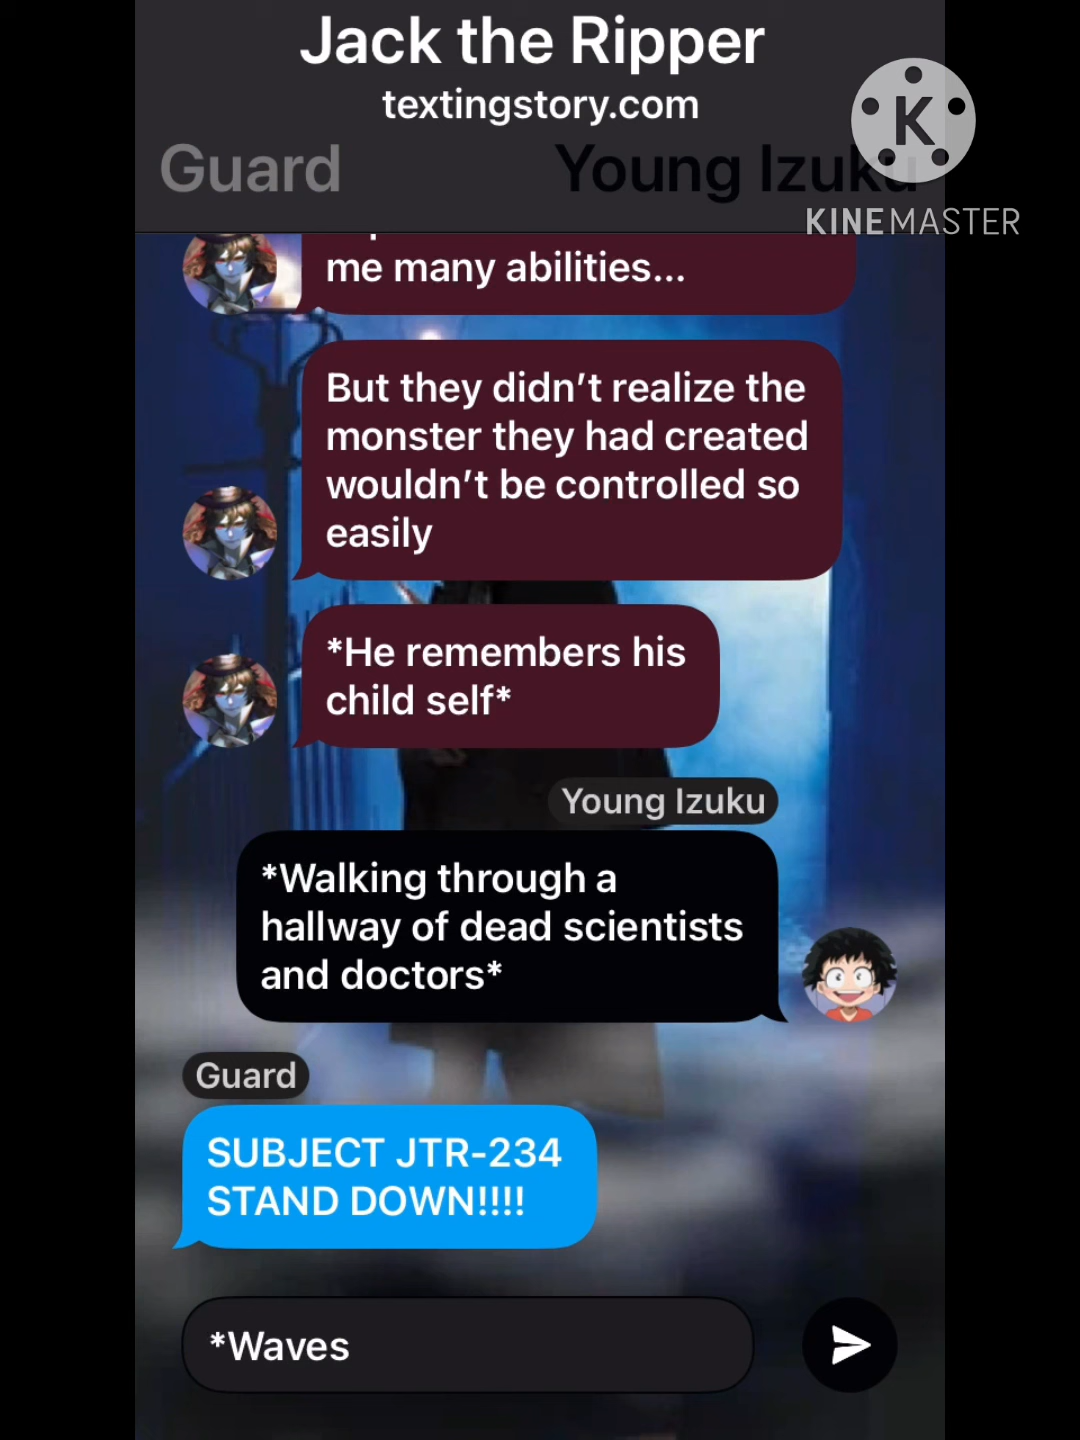 Jack the Ripper
textingstory.com
Guard
Young Izuku
K
KINEMASTER
me many abilities...
But they didn't realize the
monster they had created
wouldn't be controlled so
easily
*He remembers his
child self*
Young Izuku
*Walking through a
hallway of dead scientists
and doctors*
Guard
SUBJECT JTR-234
STAND DOWN!!!!
*Waves